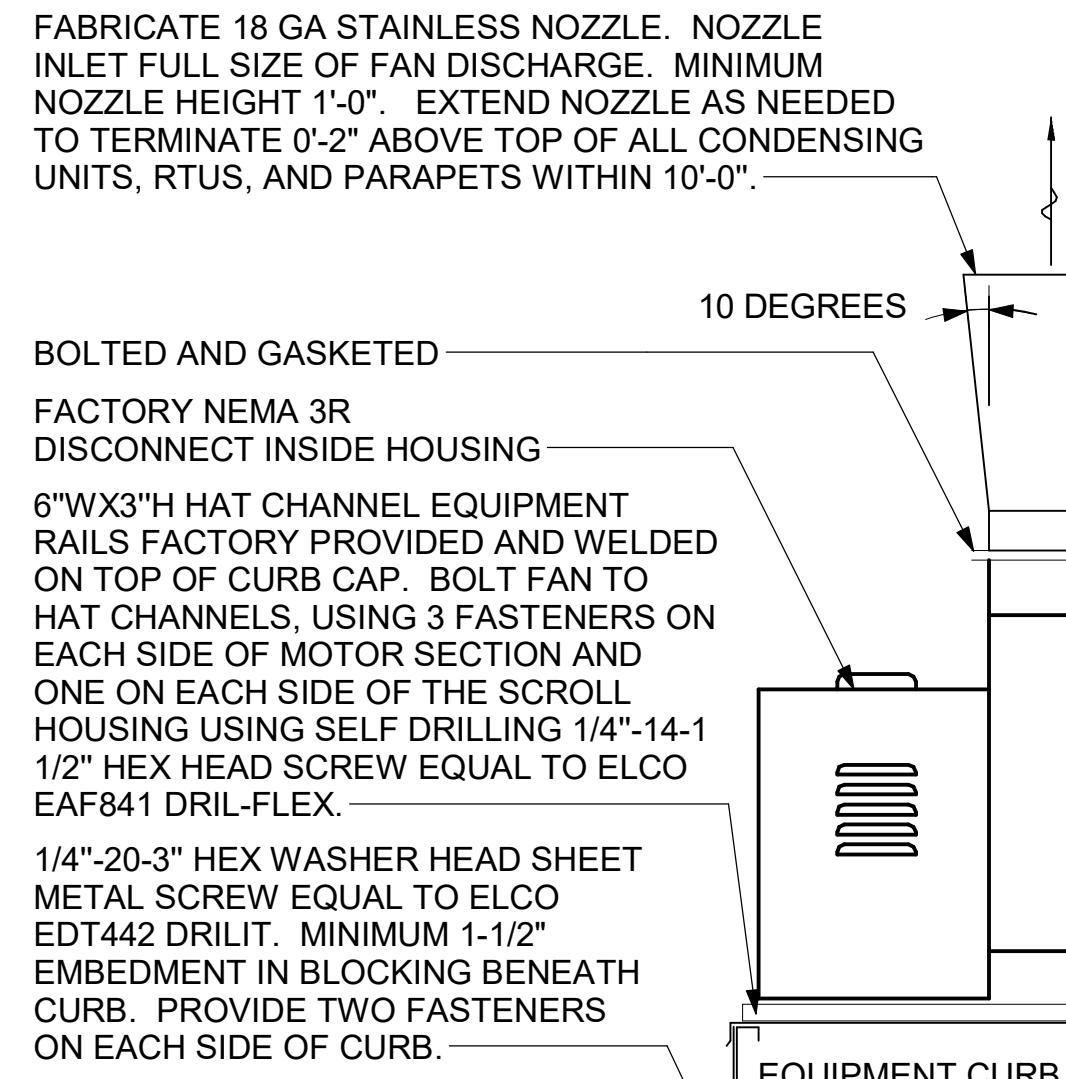 FABRICATE 18 GA STAINLESS NOZZLE. NOZZLE
INLET FULL SIZE OF FAN DISCHARGE. MINIMUM
NOZZLE HEIGHT 1'-0". EXTEND NOZZLE AS NEEDED
TO TERMINATE 0'-2" ABOVE TOP OF ALL CONDENSING
UNITS, RTUS, AND PARAPETS WITHIN 10'-0".
10 DEGREES
BOLTED AND GASKETED
FACTORY NEMA 3R
DISCONNECT INSIDE HOUSING
6"WX3"H HAT CHANNEL EQUIPMENT
RAILS FACTORY PROVIDED AND WELDED
ON TOP OF CURB CAP. BOLT FAN TO
HAT CHANNELS, USING 3 FASTENERS ON
EACH SIDE OF MOTOR SECTION AND
ONE ON EACH SIDE OF THE SCROLL
HOUSING USING SELF DRILLING 1/4"-14-1
1/2" HEX HEAD SCREW EQUAL TO ELCO
EAF841 DRIL-FLEX.
1/4"-20-3" HEX WASHER HEAD SHEET
METAL SCREW EQUAL TO ELCO
EDT442 DRILIT. MINIMUM 1-1/2"
EMBEDMENT IN BLOCKING BENEATH
CURB. PROVIDE TWO FASTENERS
ON EACH SIDE OF CURB.
EQUIPMENT CURB